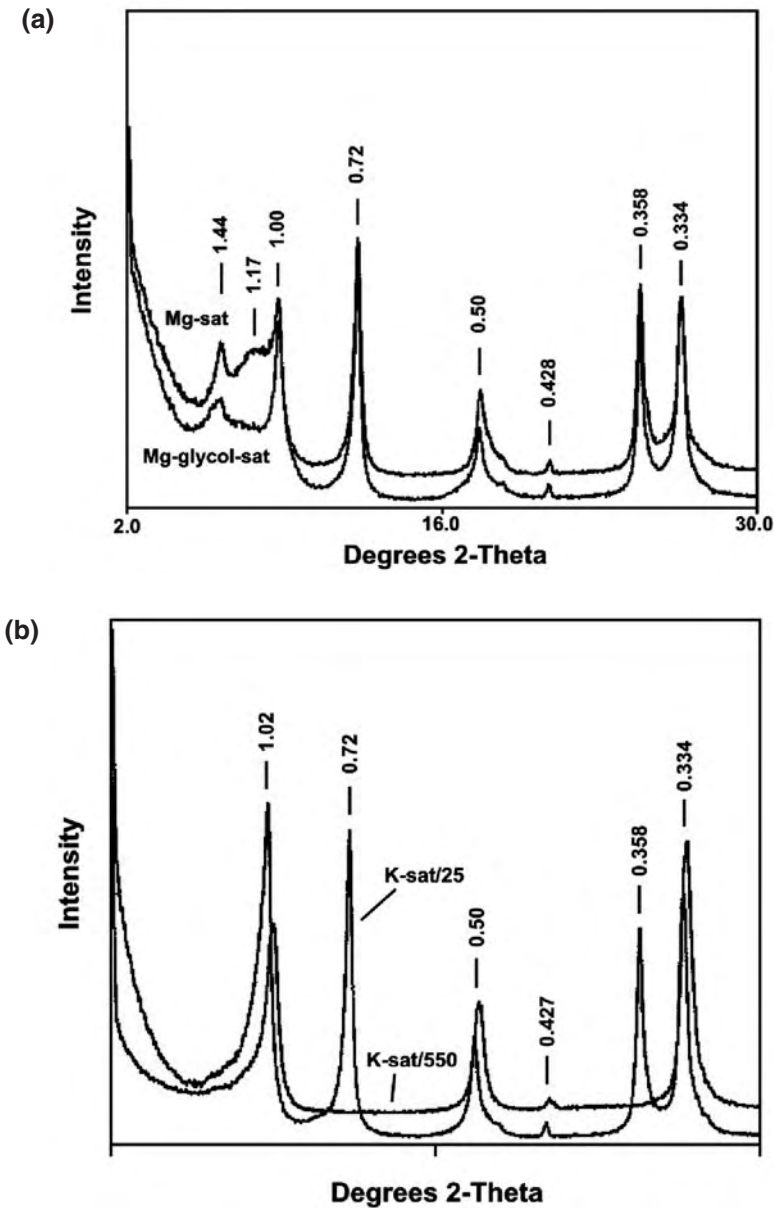 (a)
Intensity
1.44
1.17
1.00
0.72
0.50
0.428
0.358
0.334
Mg-sat
Mg-glycol-sat
2.0
16.0
30.0
Degrees 2-Theta
(b)
Intensity
1.02
0.72
0.50
0.427
0.358
0.334
K-sat/25
K-sat/550
Degrees 2-Theta